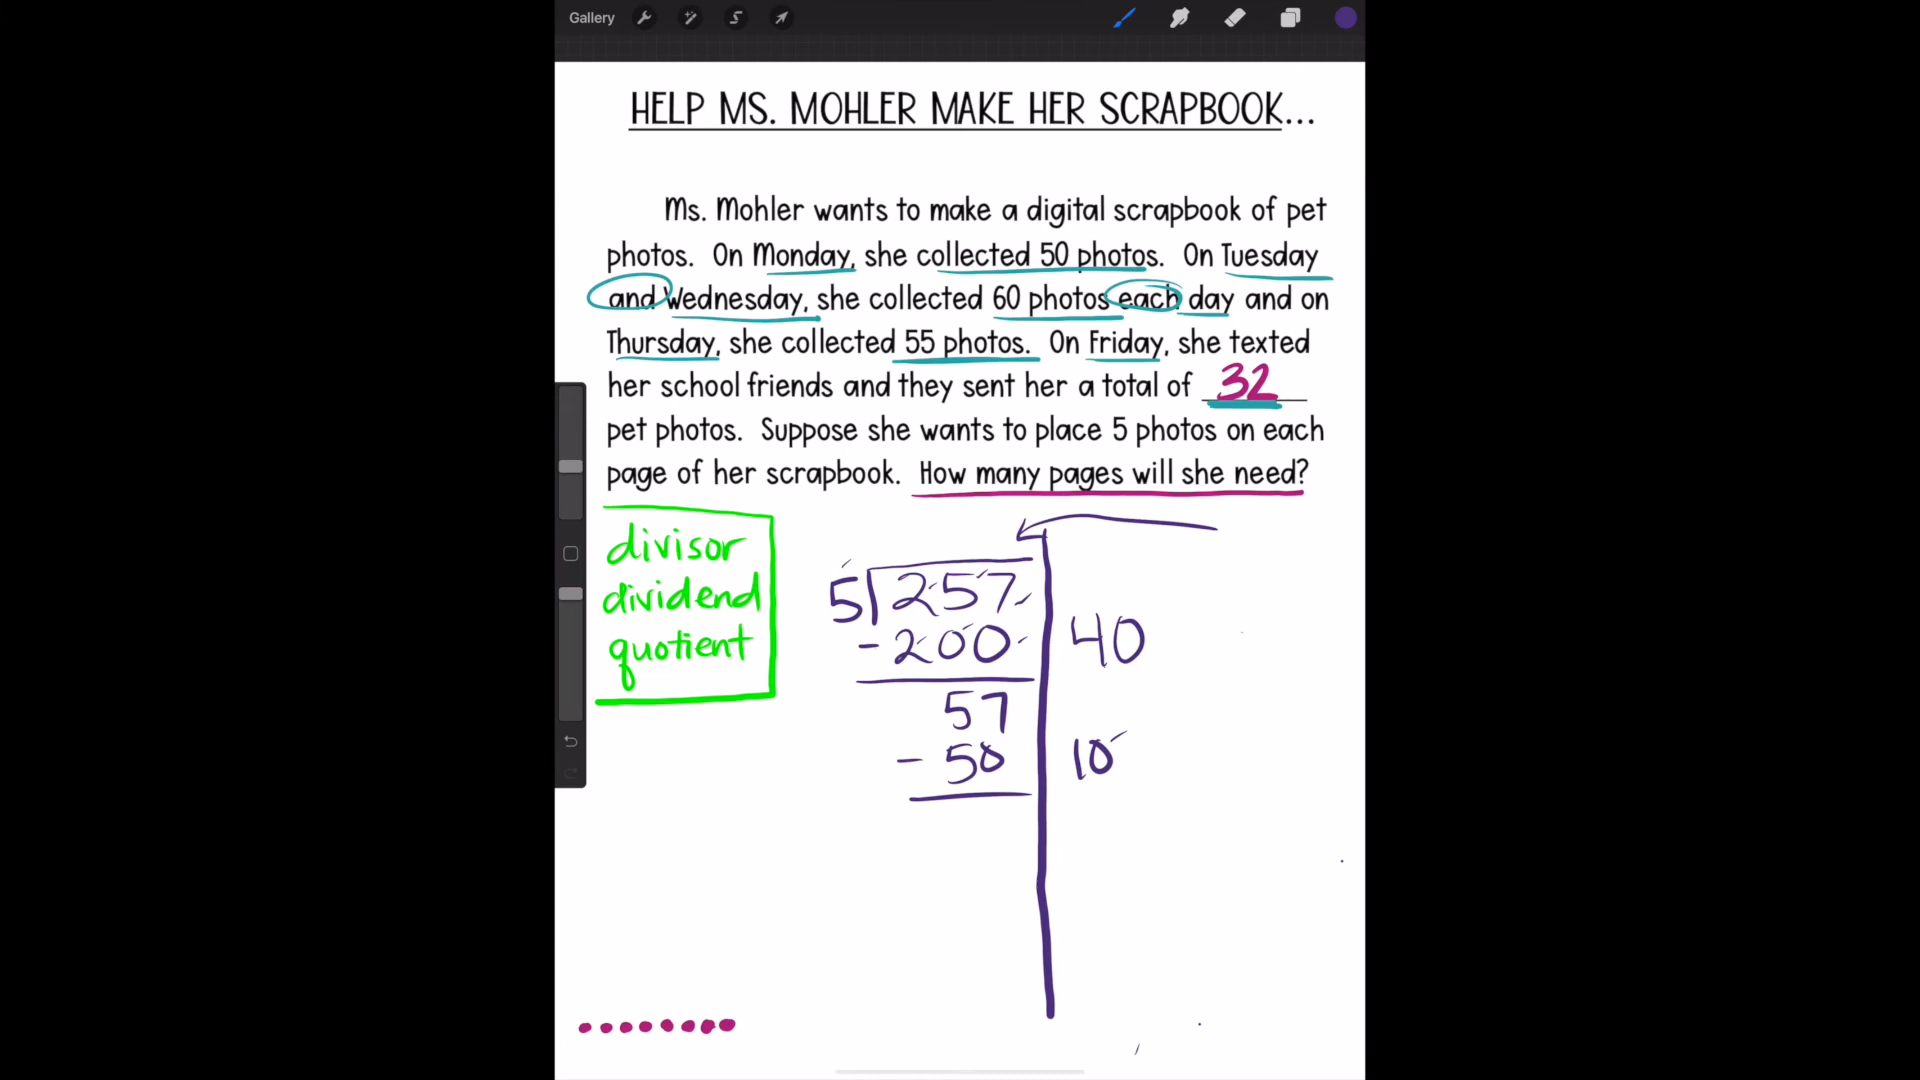 Gallery
HELP MS. MOHLER MAKE HER SCRAPBOOK...
Ms. Mohler wants to make a digital scrapbook of pet
photos. On Monday, she collected 50 photos. On Tuesday
and Wednesday, she collected 60 photos each day and on
Thursday, she collected 55 photos. On Friday, she texted
her school friends and they sent her a total of 32
pet photos. Suppose she wants to place 5 photos on each
page of her scrapbook. How many pages will she need?
divisor
dividend
quotient
5 257
- 200 40
57
- 50 10